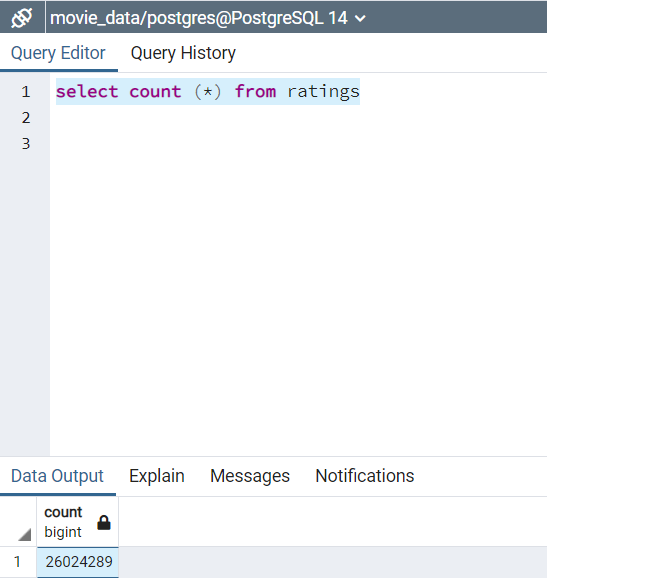 movie_data/postgres@PostgreSQL 14
Query Editor Query History
1 select count (*) from ratings
2
3
Data Output Explain Messages Notifications
count
bigint
1 26024289